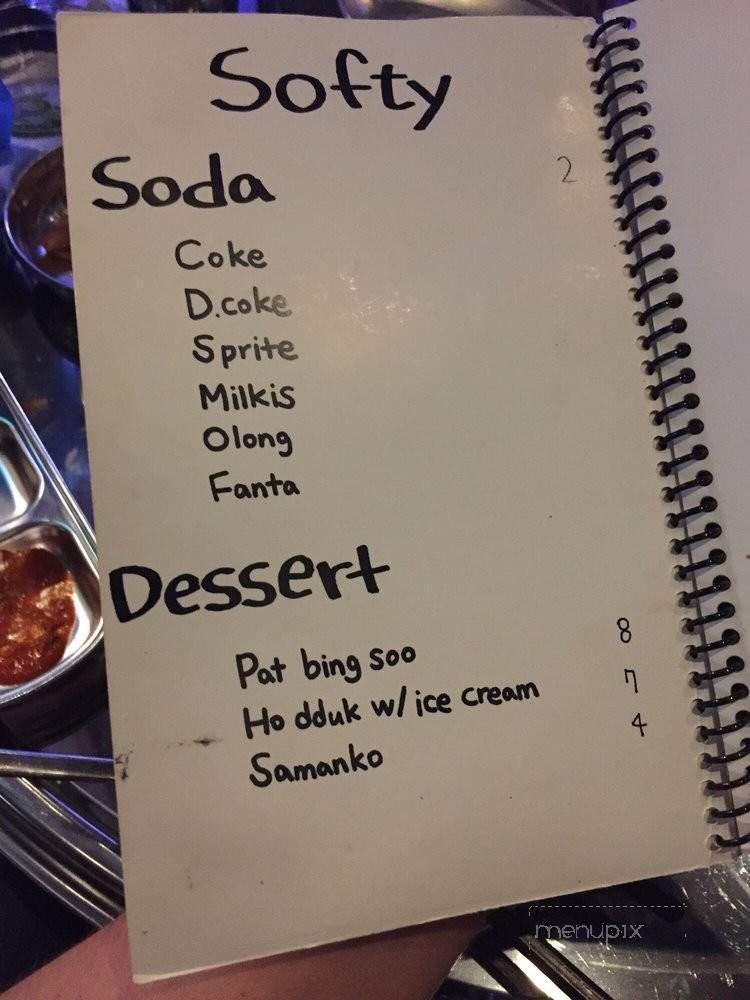 Softy
Soda 2
Coke
D.coke
Sprite
Milkis
Olong
Fanta
Dessert
Pat bing soo 8
Ho dduk w/ ice cream 7
Samanko 4
menupix